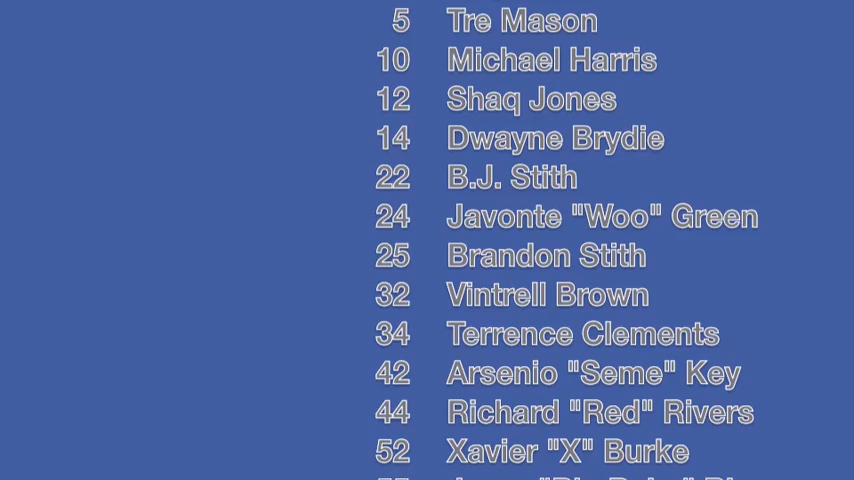 5 Tre Mason
10 Michael Harris
12 Shaq Jones
14 Dwayne Brydie
22 B.J. Stith
24 Javonte "Woo" Green
25 Brandon Stith
32 Vintrell Brown
34 Terrence Clements
42 Arsenio "Seme" Key
44 Richard "Red" Rivers
52 Xavier "X" Burke